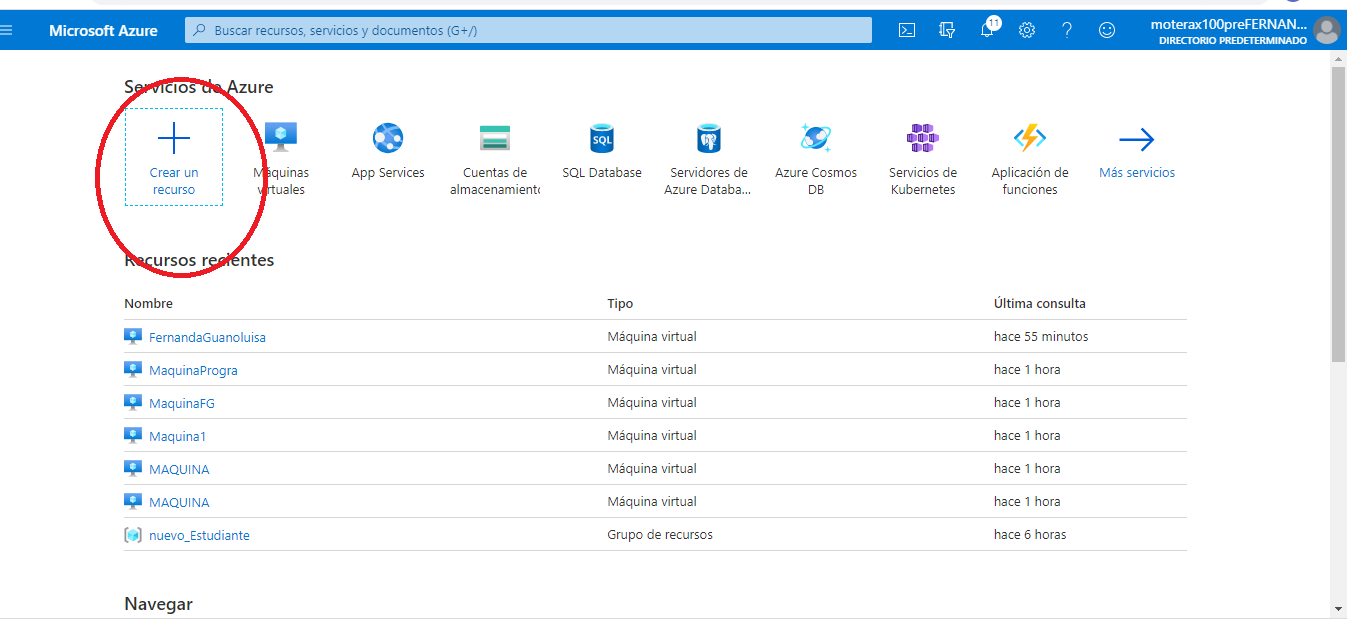 Microsoft Azure
Buscar recursos, servicios y documentos (G+/)
11
moterax100preFERNAN...
DIRECTORIO PREDETERMINADO
Servicios de Azure
Crear un
recurso
Máquinas
virtuales
App Services
Cuentas de
almacenamiento
SQL
SQL Database
Servidores de
Azure Databa...
Azure Cosmos
DB
Servicios de
Kubernetes
Aplicación de
funciones
Más servicios
Recursos recientes
Nombre Tipo Última consulta
FernandaGuanoluisa Máquina virtual hace 55 minutos
MaquinaProgra Máquina virtual hace 1 hora
MaquinaFG Máquina virtual hace 1 hora
Maquina1 Máquina virtual hace 1 hora
MAQUINA Máquina virtual hace 1 hora
MAQUINA Máquina virtual hace 1 hora
nuevo_Estudiante Grupo de recursos hace 6 horas
Navegar